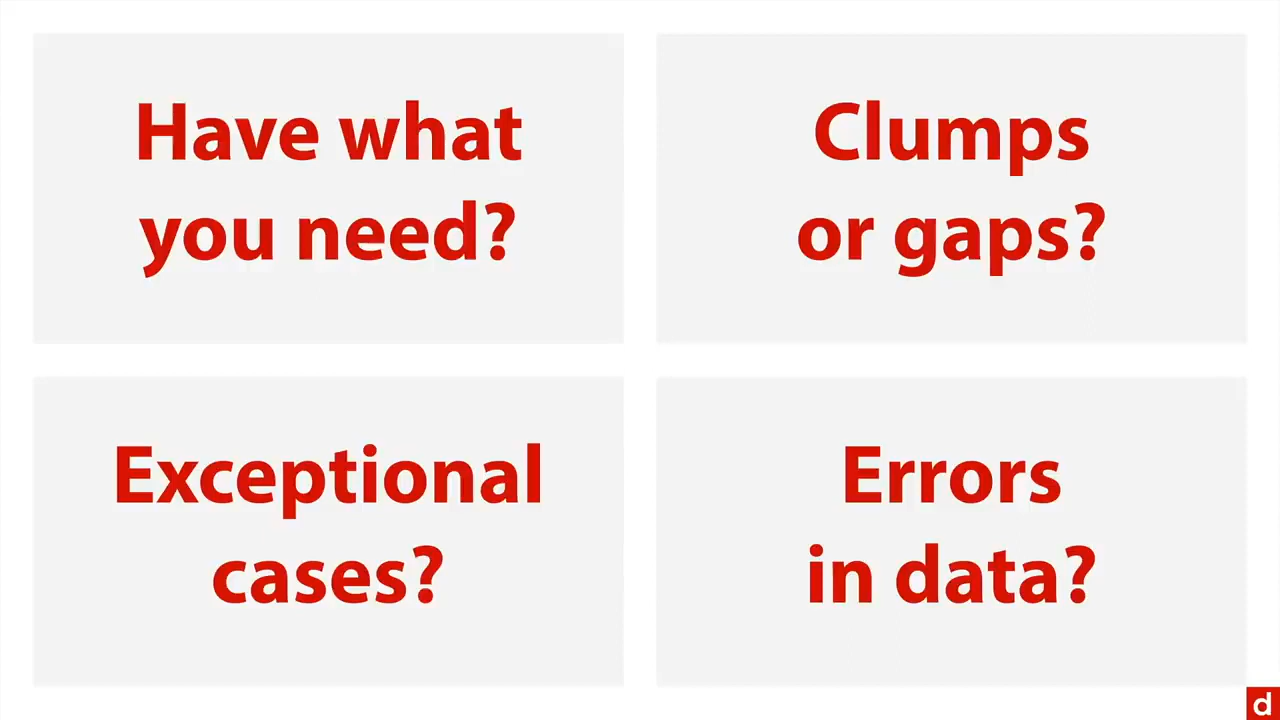 Have what
you need?
Clumps
or gaps?
Exceptional
cases?
Errors
in data?
d